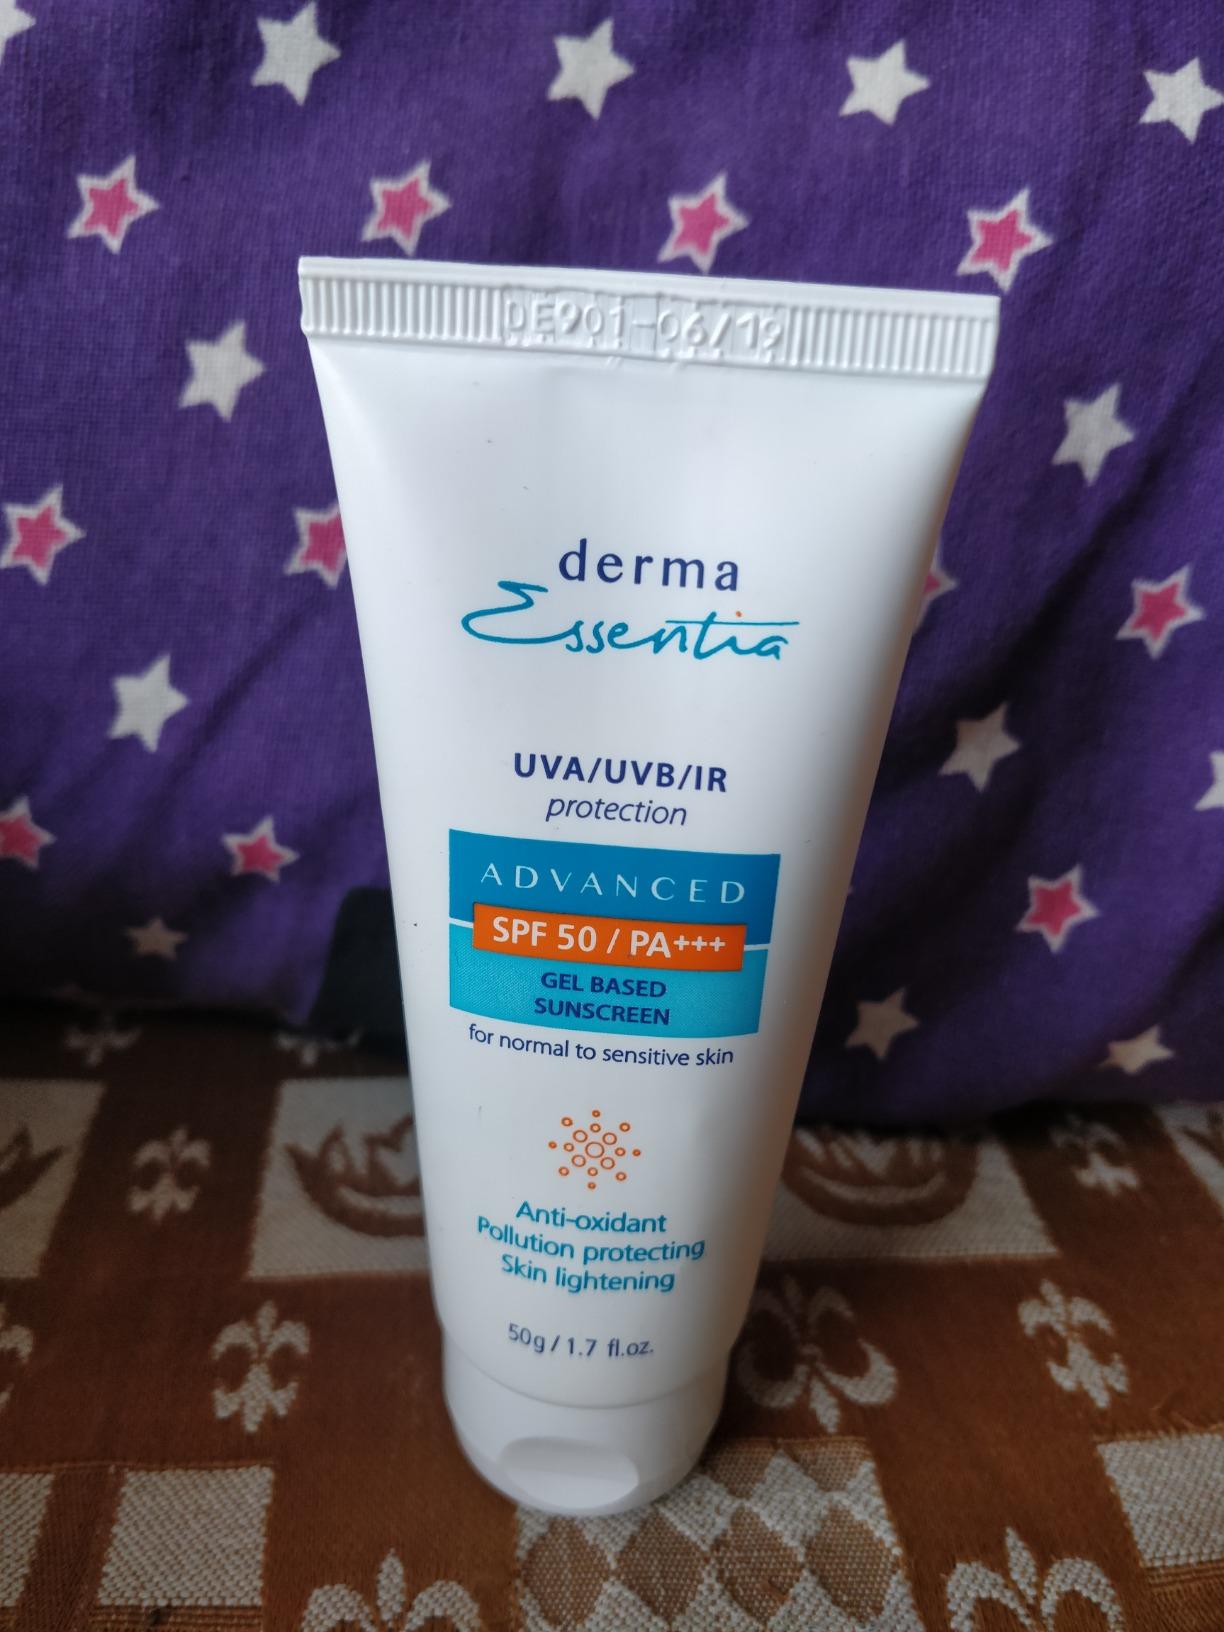 DE901-06/19
derma
Essentia
UVA/UVB/IR
protection
ADVANCED
SPF 50 / PA+++
GEL BASED
SUNSCREEN
for normal to sensitive skin
Anti-oxidant
Pollution protecting
Skin lightening
50g / 1.7 fl.oz.